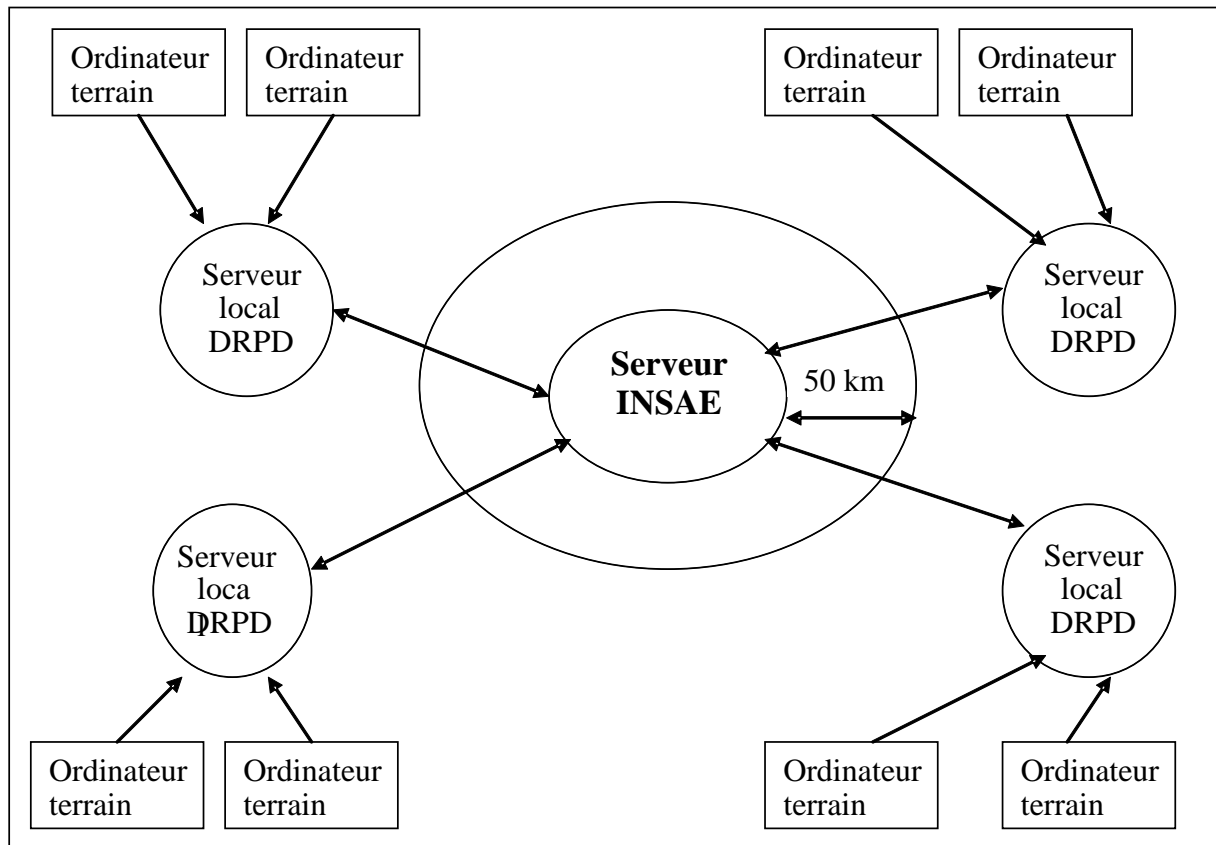 Ordinateur
terrain
Ordinateur
terrain
Ordinateur
terrain
Ordinateur
terrain
Serveur
local
DRPD
Serveur
INSAE
50 km
Serveur
local
DRPD
Serveur
loca
DRPD
Serveur
local
DRPD
Ordinateur
terrain
Ordinateur
terrain
Ordinateur
terrain
Ordinateur
terrain